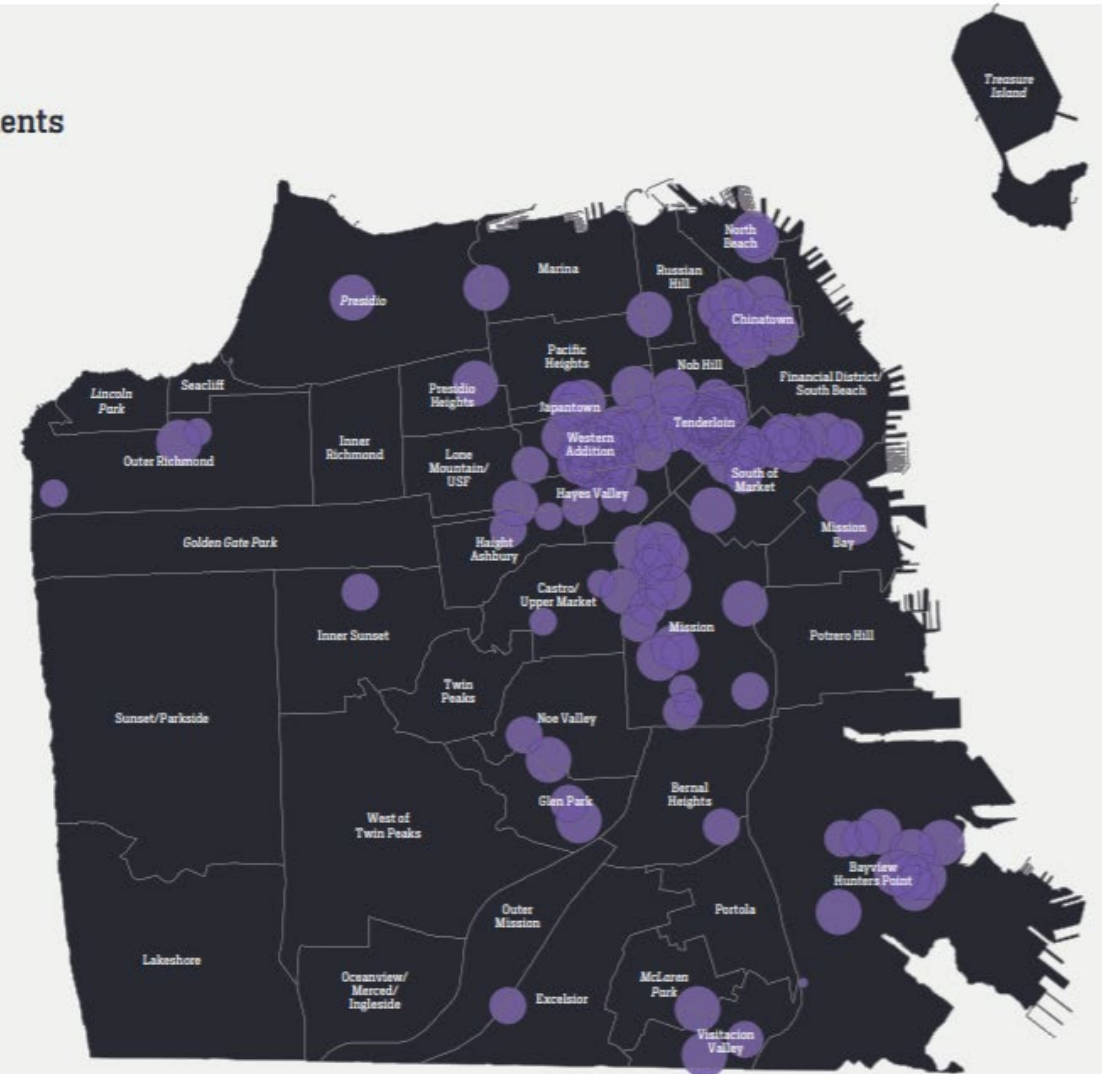 ents
Treasure
Island
North
Beach
Marina
Russian
Hill
Presidio
Chinatown
Pacific
Heights
Nob Hill
Seacliff
Lincoln
Park
Presidio
Heights
Financial District/
South Beach
Japantown
Tenderloin
Inner
Richmond
Western
Addition
Outer Richmond
Lone
Mountain/
USF
South of
Market
Hayes Valley
Mission
Bay
Golden Gate Park
Haight
Ashbury
Castro/
Upper Market
Inner Sunset
Mission
Potrero Hill
Twin
Peaks
Sunset/Parkside
Noe Valley
Glen Park
Bernal
Heights
West of
Twin Peaks
Bayview
Hunters Point
Outer
Mission
Portola
Lakeshore
Oceanview/
Merced/
Ingleside
Excelsior
McLaren
Park
Visitacion
Valley